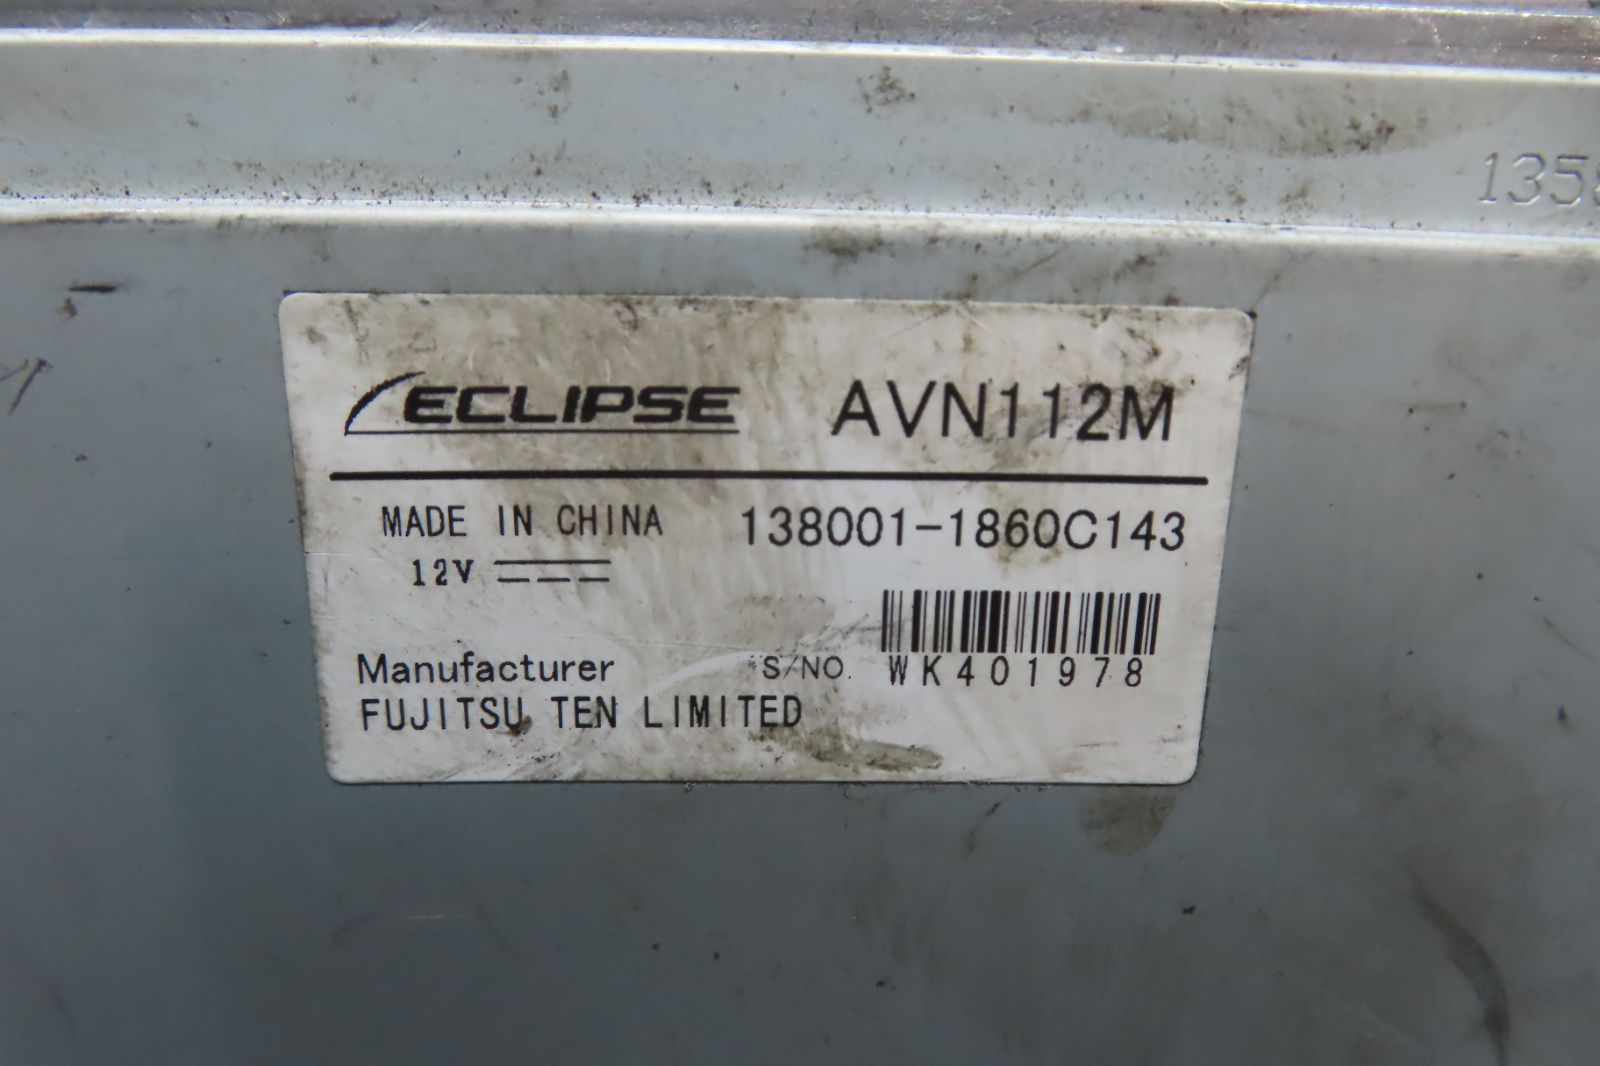 135
ECLIPSE AVN112M
MADE IN CHINA 138001-1860C143
12V
S/NO. WK401978
Manufacturer
FUJITSU TEN LIMITED